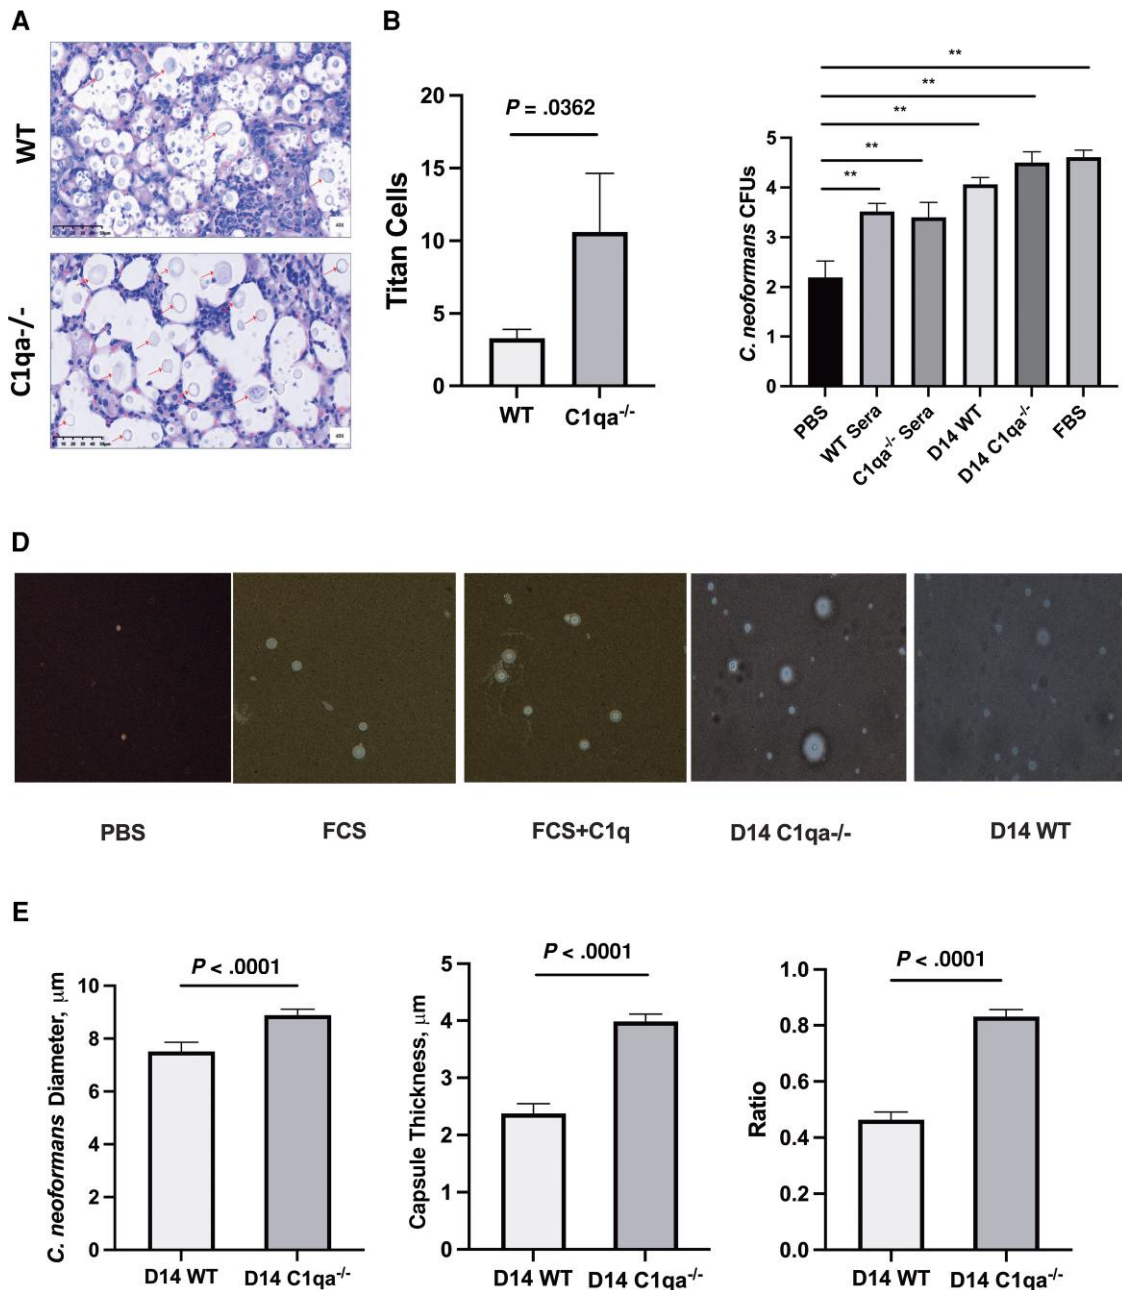 A
WT
40X
C1qa-/-
40X
B
Titan Cells
20
15
10
5
0
P = .0362
WT
C1qa-/-
C. neoformans CFUs
5
4
3
2
1
0
**
**
**
**
**
PBS
WT Sera
C1qa-/- Sera
D14 WT
D14 C1qa-/-
FBS
D
PBS
FCS
FCS+C1q
D14 C1qa-/-
D14 WT
E
C. neoformans Diameter, μm
10
8
6
4
2
0
P < .0001
D14 WT
D14 C1qa-/-
Capsule Thickness, μm
5
4
3
2
1
0
P < .0001
D14 WT
D14 C1qa-/-
Ratio
1.0
0.8
0.6
0.4
0.2
0.0
P < .0001
D14 WT
D14 C1qa-/-